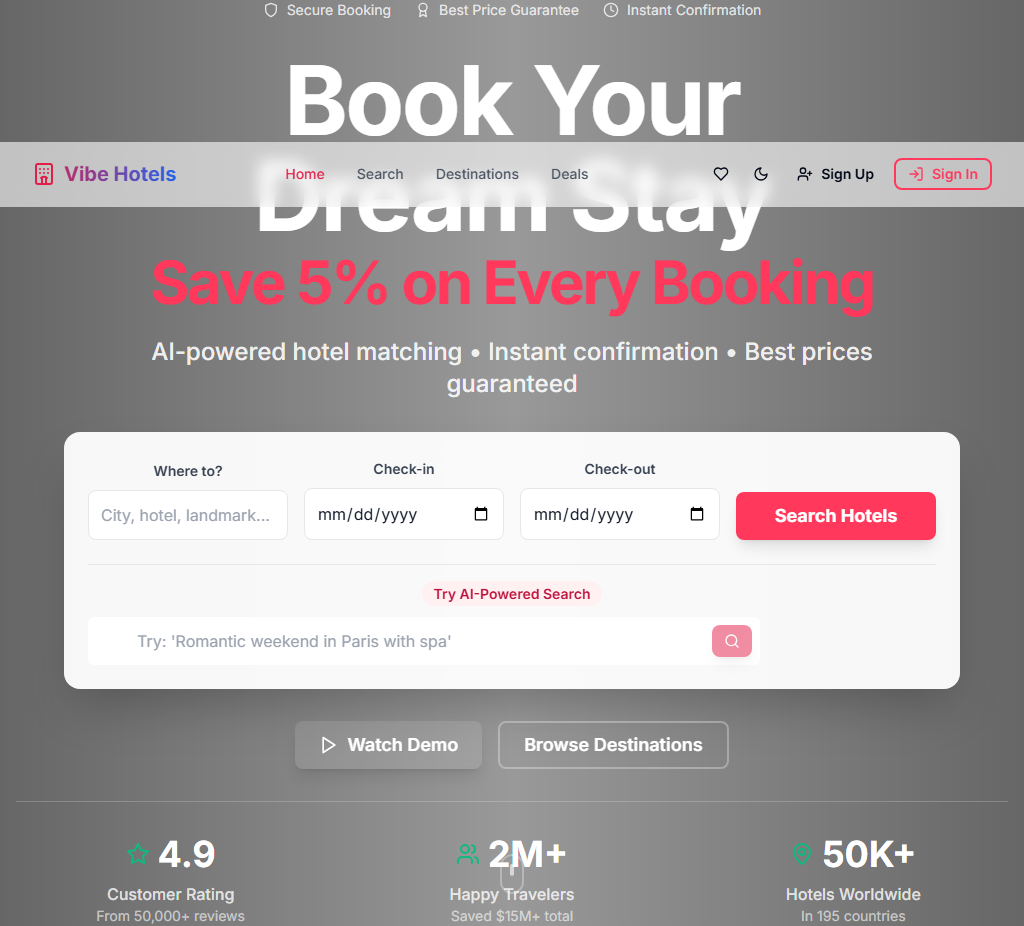 Secure Booking Best Price Guarantee Instant Confirmation
Book Your
Vibe Hotels Home Search Destinations Deals Sign Up Sign In
Dream Stay
Save 5% on Every Booking
AI-powered hotel matching • Instant confirmation • Best prices
guaranteed
Where to? Check-in Check-out
City, hotel, landmark... mm/dd/yyyy mm/dd/yyyy Search Hotels
Try AI-Powered Search
Try: 'Romantic weekend in Paris with spa'
Watch Demo Browse Destinations
4.9 2M+ 50K+
Customer Rating Happy Travelers Hotels Worldwide
From 50,000+ reviews Saved $15M+ total In 195 countries